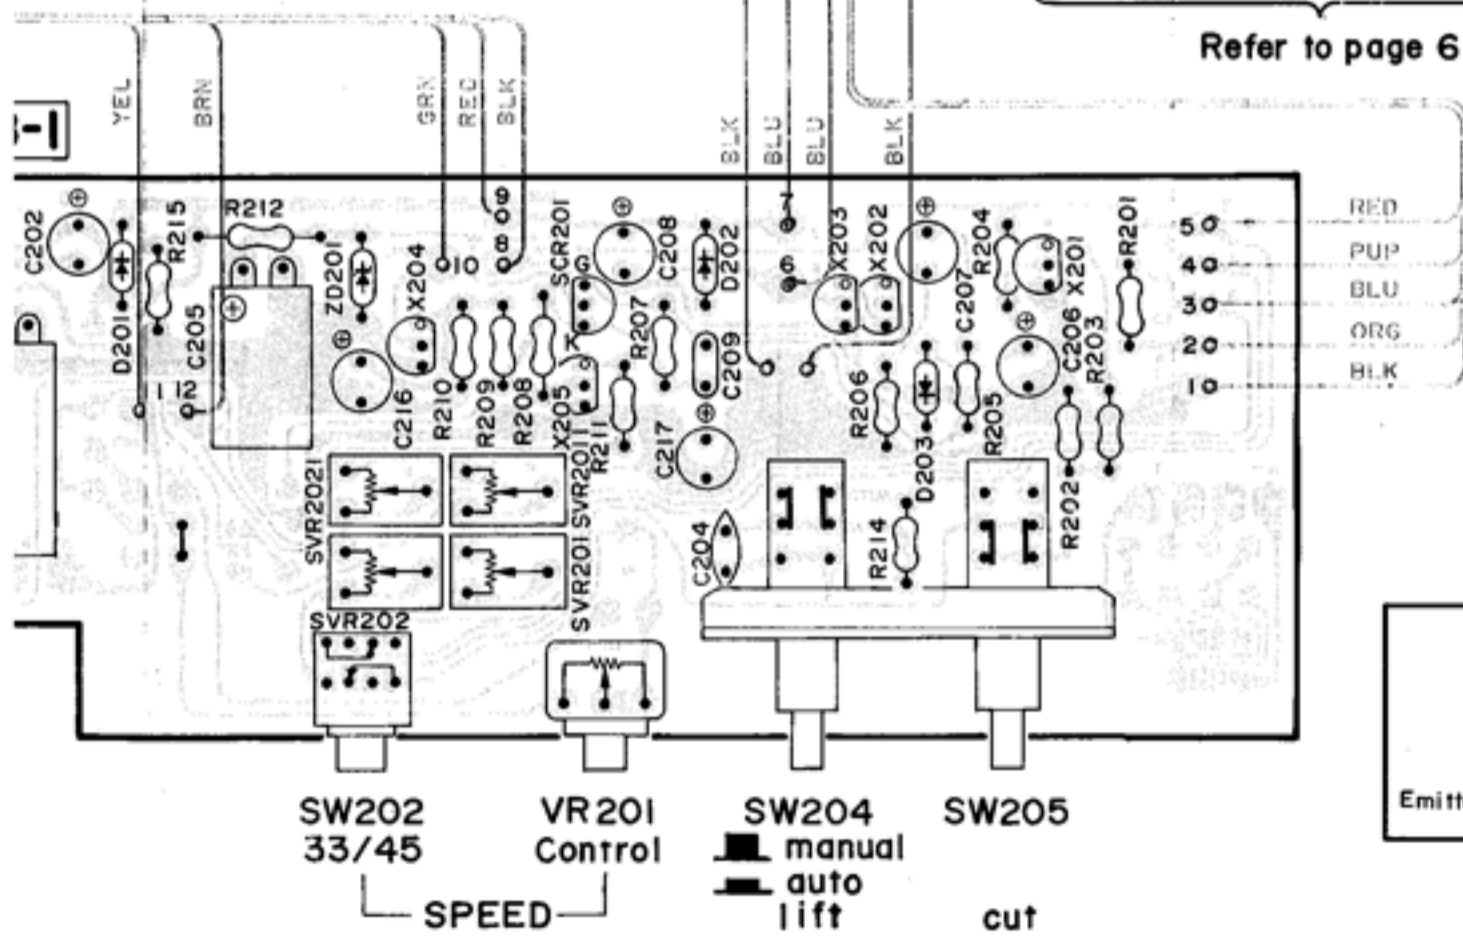 Refer to page 6
YEL
BRN
GRN
RED
BLK
BLK
BLU
BLU
BLK
C202
D201
R215
R212
C205
ZD201
X204
10
9
8
SCR201
G
K
C208
D202
7
6
X203
X202
C207
R204
X201
R201
5
4
3
2
1
RED
PUP
BLU
ORG
BLK
11
12
C216
R210
R209
R208
X205
R211
R207
C209
C217
R206
D203
R205
C206
R203
R202
SVR2021
SVR2011
SVR201
SVR202
C204
R214
Emitt
SW202
33/45
VR201
Control
SPEED
SW204
manual
auto
lift
SW205
cut